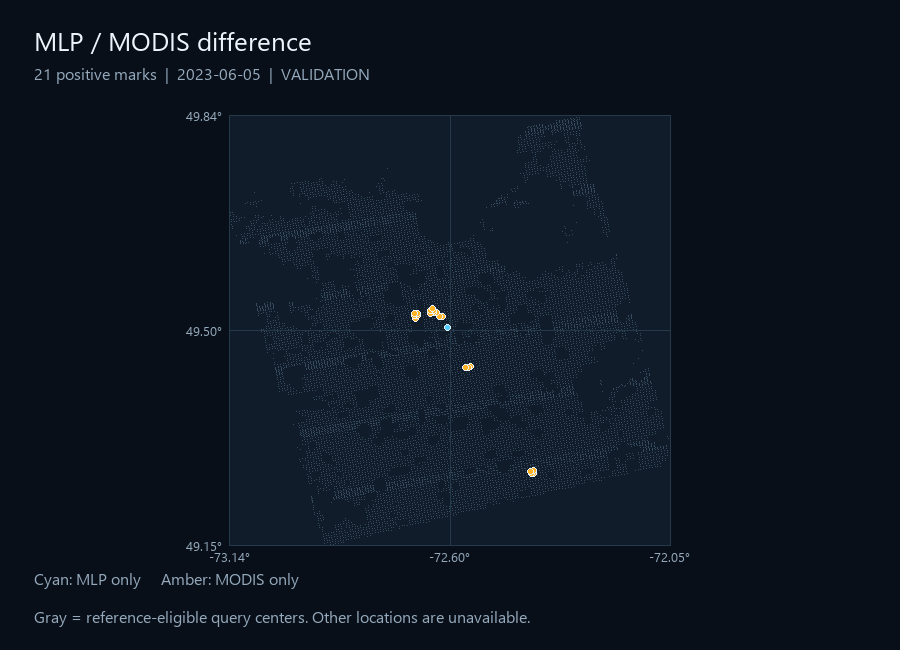 MLP / MODIS difference
21 positive marks | 2023-06-05 | VALIDATION
49.84°
49.50°
49.15°
-73.14° -72.60° -72.05°
Cyan: MLP only Amber: MODIS only
Gray = reference-eligible query centers. Other locations are unavailable.